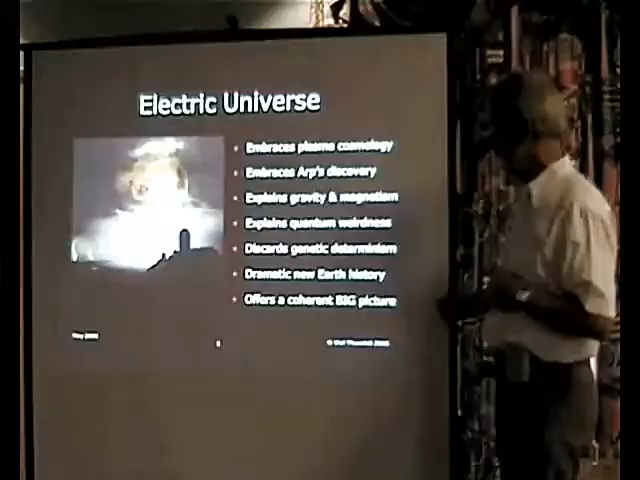 Electric Universe
• Embraces plasma cosmology
• Embraces Arp's discovery
• Explains gravity & magnetism
• Explains quantum weirdness
• Discards genetic determinism
• Dramatic new Earth history
• Offers a coherent BIG picture